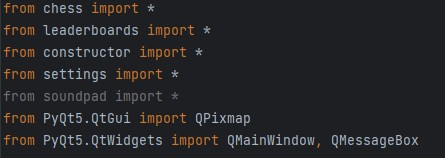 from chess import *
from leaderboards import *
from constructor import *
from settings import *
from soundpad import *
from PyQt5.QtGui import QPixmap
from PyQt5.QtWidgets import QMainWindow, QMessageBox